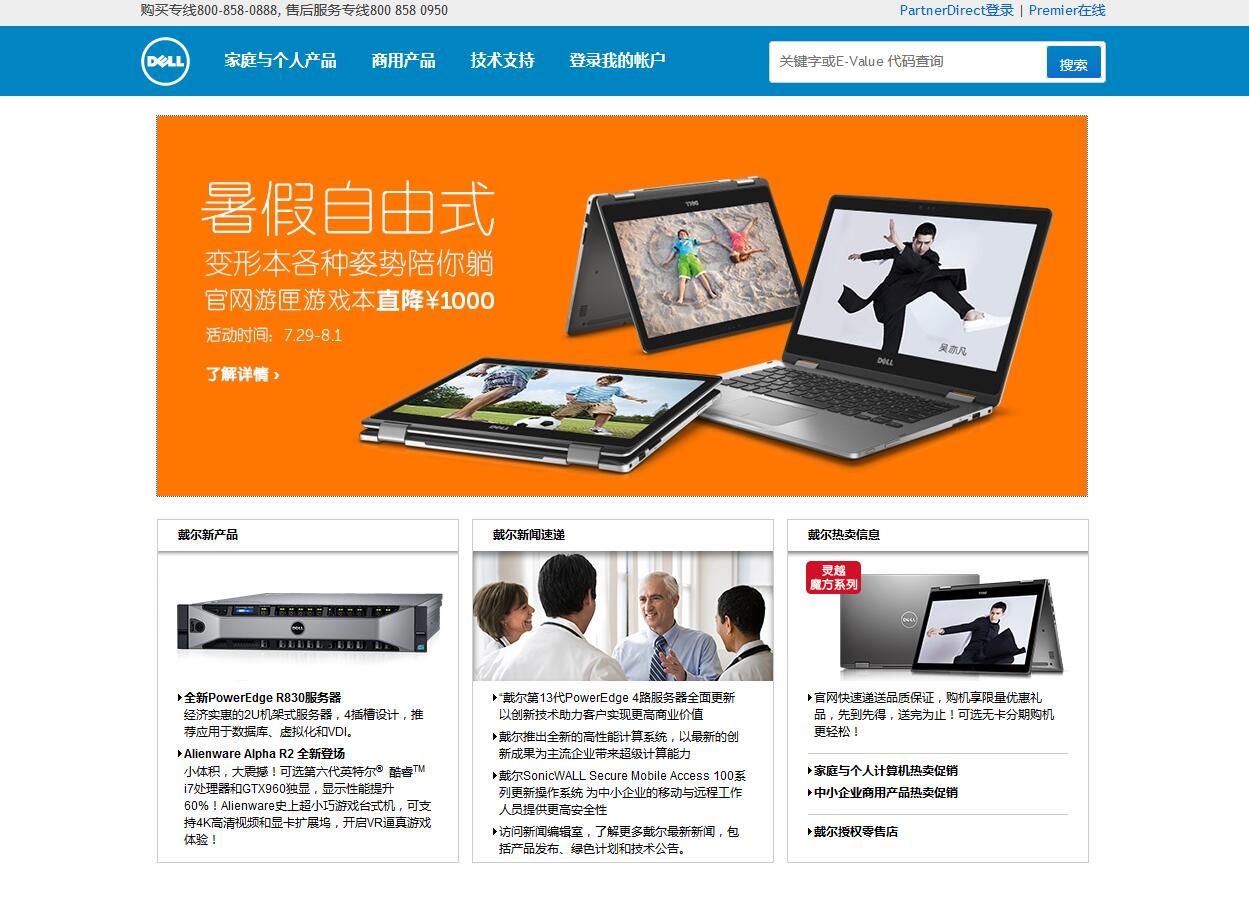 购买专线800-858-0888, 售后服务专线800 858 0950
PartnerDirect登录 | Premier在线
DELL
家庭与个人产品 商用产品 技术支持 登录我的帐户
关键字或E-Value 代码查询
搜索
暑假自由式
变形本各种姿势陪你躺
官网游匣游戏本直降¥1000
活动时间：7.29-8.1
了解详情 ›
DELL
吴亦凡
DELL
DELL
戴尔新产品
DELL
全新PowerEdge R830服务器
经济实惠的2U机架式服务器，4插槽设计，推
荐应用于数据库、虚拟化和VDI。
Alienware Alpha R2 全新登场
小体积，大震撼！可选第六代英特尔® 酷睿TM
i7处理器和GTX960独显，显示性能提升
60%！Alienware史上超小巧游戏台式机，可支
持4K高清视频和显卡扩展坞，开启VR逼真游戏
体验！
戴尔新闻速递
“戴尔第13代PowerEdge 4路服务器全面更新
以创新技术助力客户实现更高商业价值
戴尔推出全新的高性能计算系统，以最新的创
新成果为主流企业带来超级计算能力
戴尔SonicWALL Secure Mobile Access 100系
列更新操作系统 为中小企业的移动与远程工作
人员提供更高安全性
访问新闻编辑室，了解更多戴尔最新新闻，包
括产品发布、绿色计划和技术公告。
戴尔热卖信息
灵越
魔方系列
DELL
官网快速递送品质保证，购机享限量优惠礼
品，先到先得，送完为止！可选无卡分期购机
更轻松！
家庭与个人计算机热卖促销
中小企业商用产品热卖促销
戴尔授权零售店